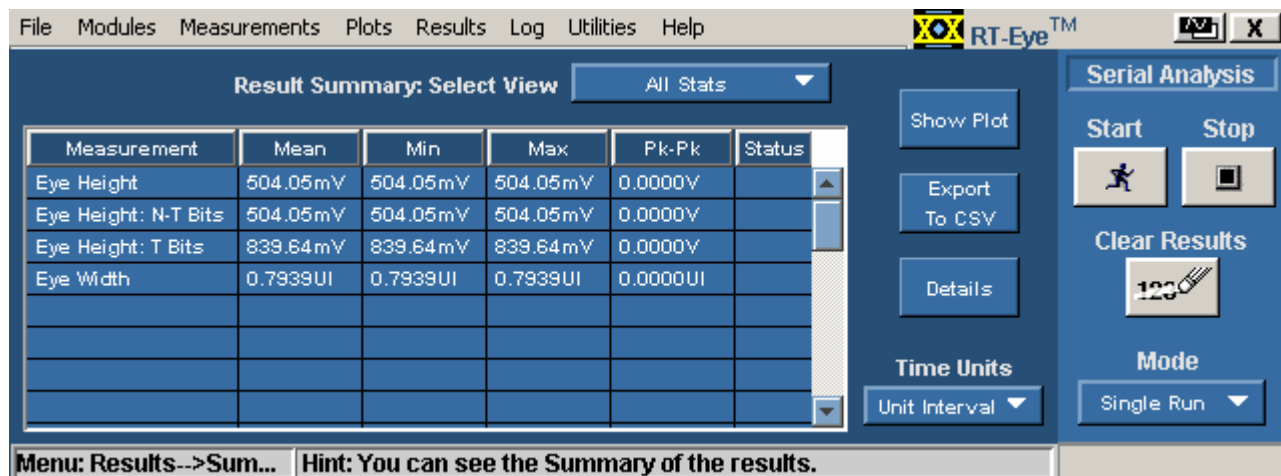 File Modules Measurements Plots Results Log Utilities Help RT-Eye™ X
Result Summary: Select View All Stats
Measurement Mean Min Max Pk-Pk Status
Eye Height 504.05mV 504.05mV 504.05mV 0.0000V
Eye Height: N-T Bits 504.05mV 504.05mV 504.05mV 0.0000V
Eye Height: T Bits 839.64mV 839.64mV 839.64mV 0.0000V
Eye Width 0.7939UI 0.7939UI 0.7939UI 0.0000UI
Show Plot
Export
To CSV
Details
Time Units
Unit Interval
Serial Analysis
Start Stop
Clear Results
123
Mode
Single Run
Menu: Results-->Sum... Hint: You can see the Summary of the results.